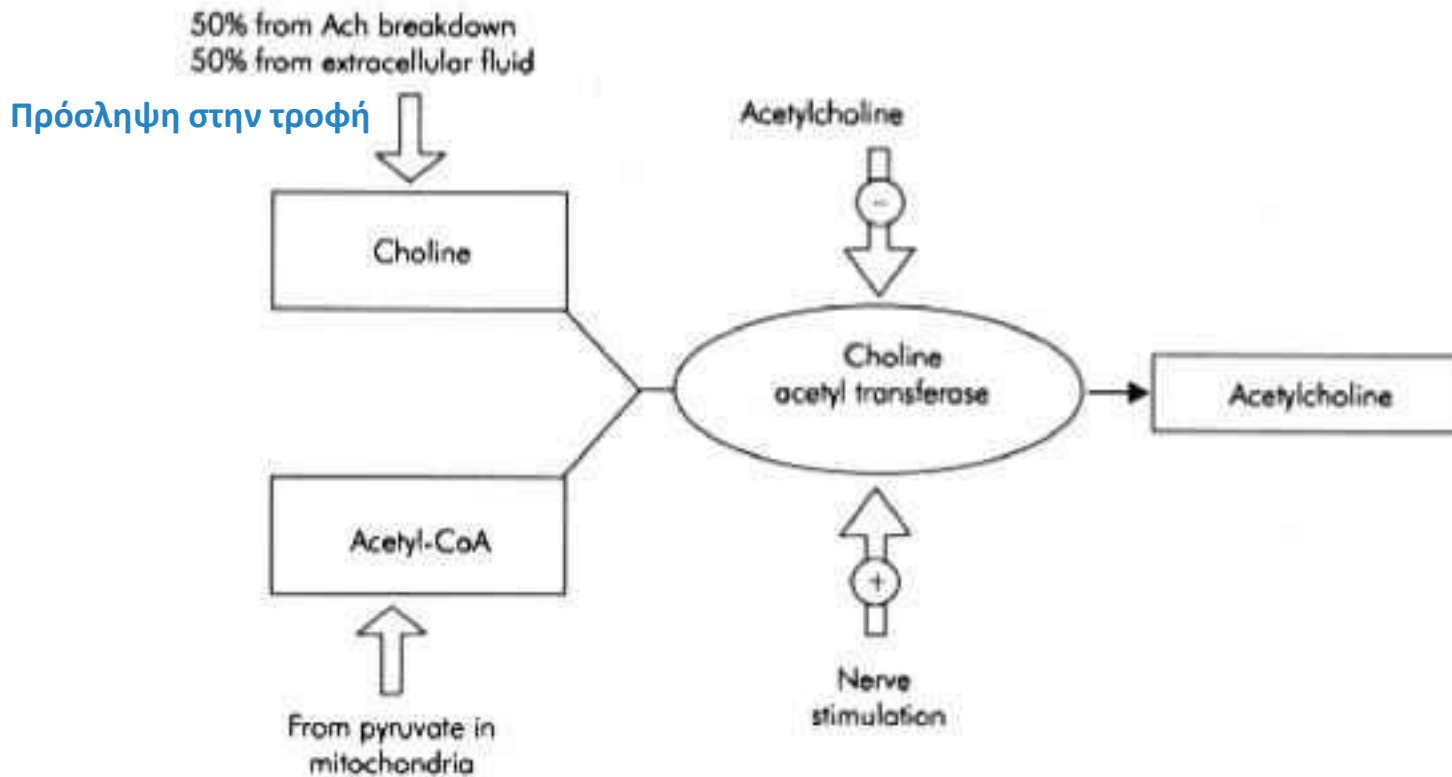 50% from Ach breakdown
50% from extracellular fluid
Πρόσληψη στην τροφή
Acetylcholine
Choline
Choline
acetyl transferase
Acetylcholine
Acetyl-CoA
Nerve
stimulation
From pyruvate in
mitochondria